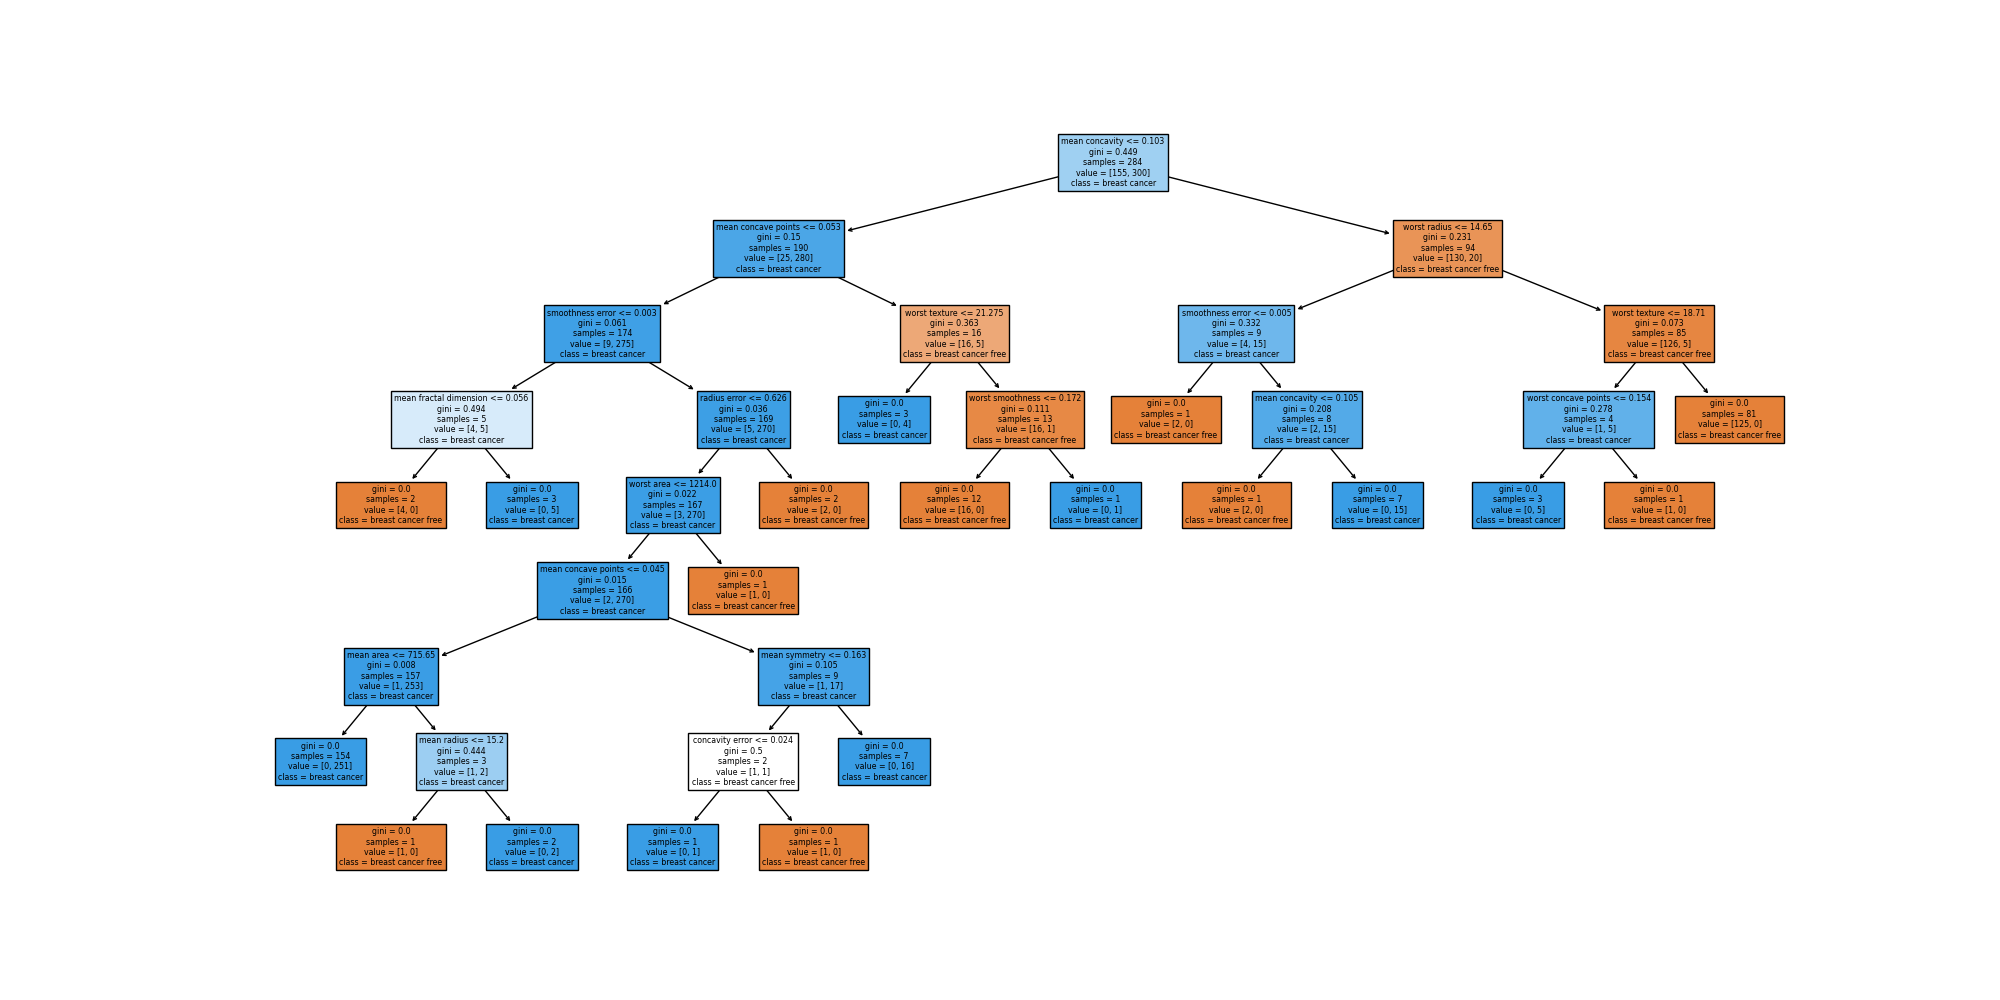 mean concavity <= 0.103
gini = 0.449
samples = 284
value = [155, 300]
class = breast cancer
mean concave points <= 0.053
gini = 0.15
samples = 190
value = [25, 280]
class = breast cancer
worst radius <= 14.65
gini = 0.231
samples = 94
value = [130, 20]
class = breast cancer free
smoothness error <= 0.003
gini = 0.061
samples = 174
value = [9, 275]
class = breast cancer
worst texture <= 21.275
gini = 0.363
samples = 16
value = [16, 5]
class = breast cancer free
smoothness error <= 0.005
gini = 0.332
samples = 9
value = [4, 15]
class = breast cancer
worst texture <= 18.71
gini = 0.073
samples = 85
value = [126, 5]
class = breast cancer free
mean fractal dimension <= 0.056
gini = 0.494
samples = 5
value = [4, 5]
class = breast cancer
radius error <= 0.626
gini = 0.036
samples = 169
value = [5, 270]
class = breast cancer
gini = 0.0
samples = 3
value = [0, 4]
class = breast cancer
worst smoothness <= 0.172
gini = 0.111
samples = 13
value = [16, 1]
class = breast cancer free
gini = 0.0
samples = 1
value = [2, 0]
class = breast cancer free
mean concavity <= 0.105
gini = 0.208
samples = 8
value = [2, 15]
class = breast cancer
worst concave points <= 0.154
gini = 0.278
samples = 4
value = [1, 5]
class = breast cancer
gini = 0.0
samples = 81
value = [125, 0]
class = breast cancer free
gini = 0.0
samples = 2
value = [4, 0]
class = breast cancer free
gini = 0.0
samples = 3
value = [0, 5]
class = breast cancer
worst area <= 1214.0
gini = 0.022
samples = 167
value = [3, 270]
class = breast cancer
gini = 0.0
samples = 2
value = [2, 0]
class = breast cancer free
gini = 0.0
samples = 12
value = [16, 0]
class = breast cancer free
gini = 0.0
samples = 1
value = [0, 1]
class = breast cancer
gini = 0.0
samples = 1
value = [2, 0]
class = breast cancer free
gini = 0.0
samples = 7
value = [0, 15]
class = breast cancer
gini = 0.0
samples = 3
value = [0, 5]
class = breast cancer
gini = 0.0
samples = 1
value = [1, 0]
class = breast cancer free
mean concave points <= 0.045
gini = 0.015
samples = 166
value = [2, 270]
class = breast cancer
gini = 0.0
samples = 1
value = [1, 0]
class = breast cancer free
mean area <= 715.65
gini = 0.008
samples = 157
value = [1, 253]
class = breast cancer
mean symmetry <= 0.163
gini = 0.105
samples = 9
value = [1, 17]
class = breast cancer
gini = 0.0
samples = 154
value = [0, 251]
class = breast cancer
mean radius <= 15.2
gini = 0.444
samples = 3
value = [1, 2]
class = breast cancer
concavity error <= 0.024
gini = 0.5
samples = 2
value = [1, 1]
class = breast cancer free
gini = 0.0
samples = 7
value = [0, 16]
class = breast cancer
gini = 0.0
samples = 1
value = [1, 0]
class = breast cancer free
gini = 0.0
samples = 2
value = [0, 2]
class = breast cancer
gini = 0.0
samples = 1
value = [0, 1]
class = breast cancer
gini = 0.0
samples = 1
value = [1, 0]
class = breast cancer free